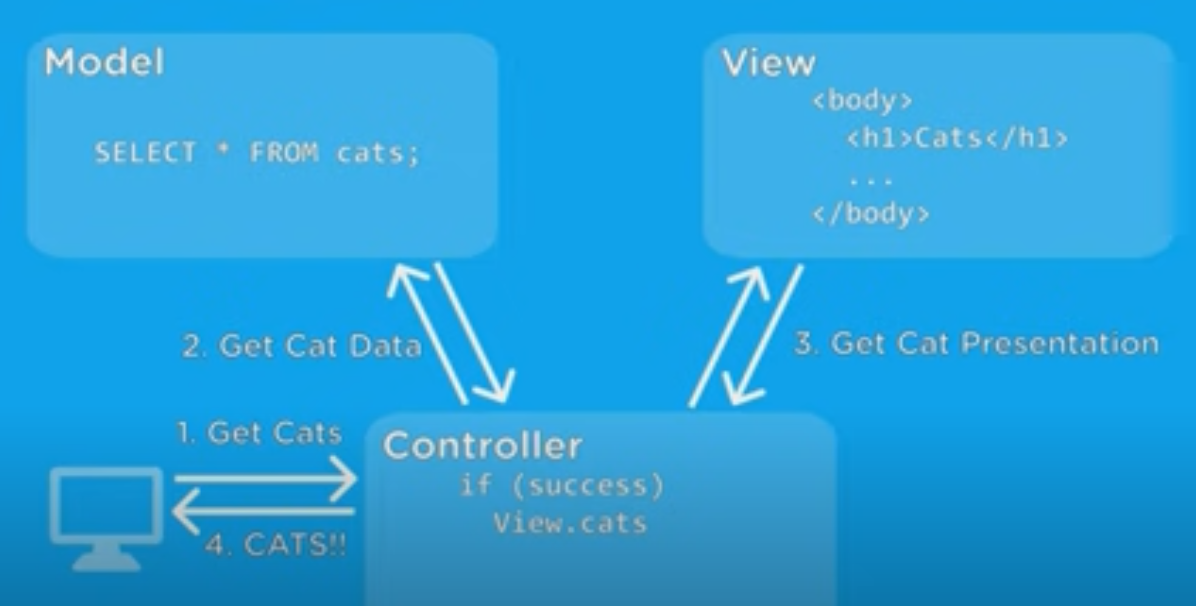 Model
SELECT * FROM cats;
View
<body>
<h1>Cats</h1>
...
</body>
2. Get Cat Data
3. Get Cat Presentation
1. Get Cats
4. CATS!!
Controller
if (success)
View.cats